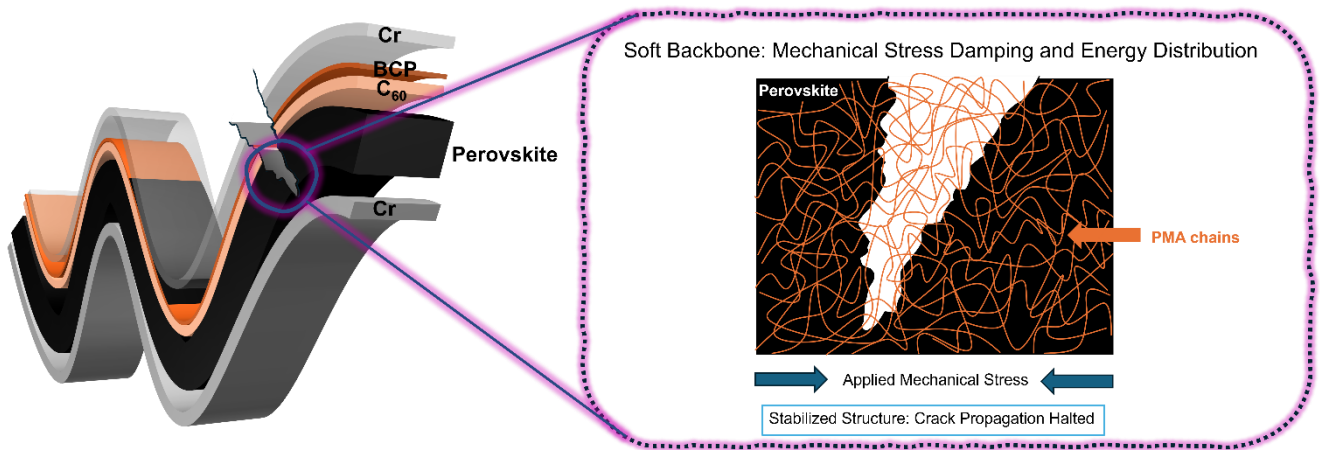 Cr
BCP
C₆₀
Perovskite
Cr
Soft Backbone: Mechanical Stress Damping and Energy Distribution
Perovskite
PMA chains
Applied Mechanical Stress
Stabilized Structure: Crack Propagation Halted